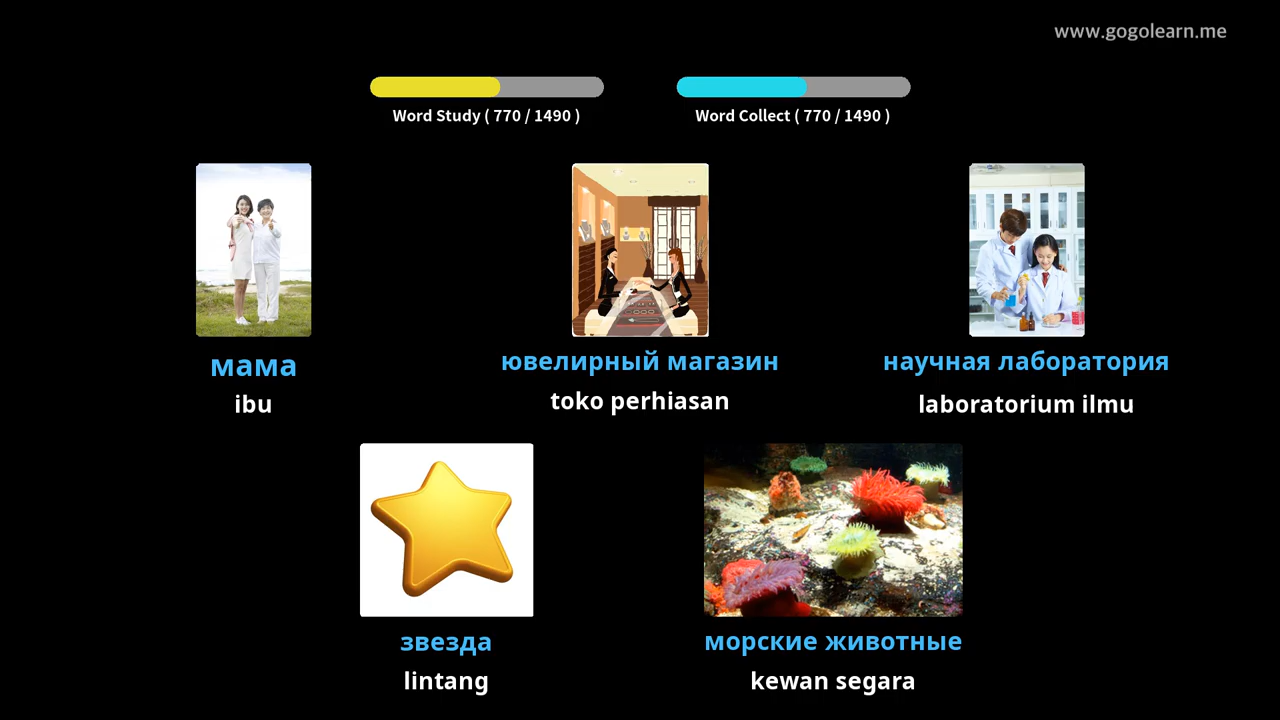 www.gogolearn.me
Word Study ( 770 / 1490 )
Word Collect ( 770 / 1490 )
мама
ювелирный магазин
научная лаборатория
ibu
toko perhiasan
laboratorium ilmu
звезда
морские животные
lintang
kewan segara